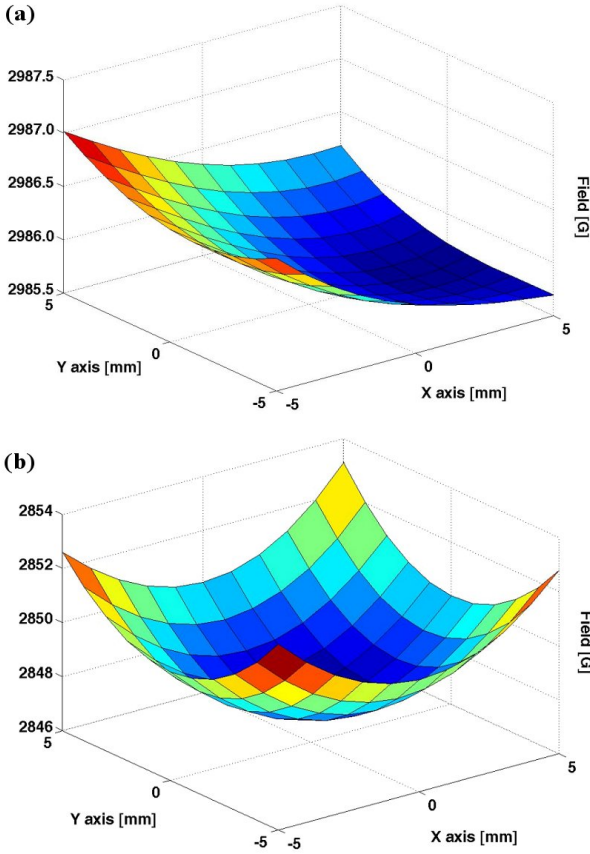 (a)
2987.5
2987.0
2986.5
2986.0
2985.5
5
0
-5
Y axis [mm]
-5
0
5
X axis [mm]
Field [G]
(b)
2854
2852
2850
2848
2846
5
0
-5
Y axis [mm]
-5
0
5
X axis [mm]
Field [G]